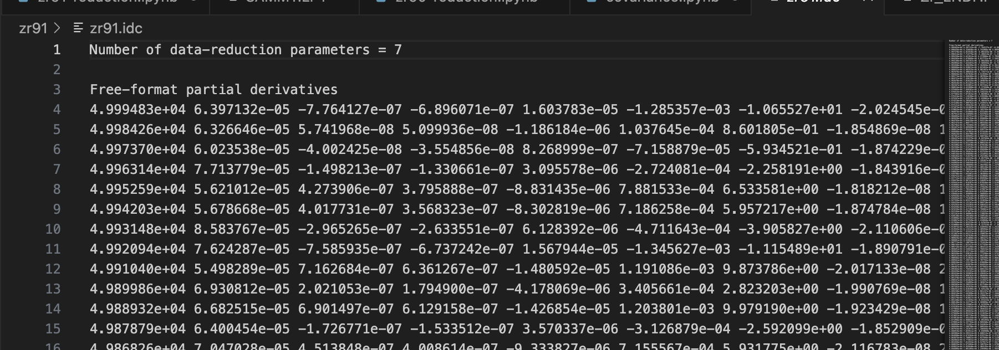 zr91 > zr91.idc
1 Number of data-reduction parameters = 7
2
3 Free-format partial derivatives
4 4.999483e+04 6.397132e-05 -7.764127e-07 -6.896071e-07 1.603783e-05 -1.285357e-03 -1.065527e+01 -2.024545e-0
5 4.998426e+04 6.326646e-05 5.741968e-08 5.099936e-08 -1.186184e-06 1.037645e-04 8.601805e-01 -1.854869e-08 1
6 4.997370e+04 6.023538e-05 -4.002425e-08 -3.554856e-08 8.268999e-07 -7.158879e-05 -5.934521e-01 -1.874229e-0
7 4.996314e+04 7.713779e-05 -1.498213e-07 -1.330661e-07 3.095578e-06 -2.724081e-04 -2.258191e+00 -1.843916e-0
8 4.995259e+04 5.621012e-05 4.273906e-07 3.795888e-07 -8.831435e-06 7.881533e-04 6.533581e+00 -1.818212e-08 1
9 4.994203e+04 5.678668e-05 4.017731e-07 3.568323e-07 -8.302819e-06 7.186258e-04 5.957217e+00 -1.874784e-08 1
10 4.993148e+04 8.583767e-05 -2.965265e-07 -2.633551e-07 6.128392e-06 -4.711643e-04 -3.905827e+00 -2.110606e-0
11 4.992094e+04 7.624287e-05 -7.585935e-07 -6.737242e-07 1.567944e-05 -1.345627e-03 -1.115489e+01 -1.890791e-0
12 4.991040e+04 5.498289e-05 7.162684e-07 6.361267e-07 -1.480592e-05 1.191086e-03 9.873786e+00 -2.017133e-08 2
13 4.989986e+04 6.930812e-05 2.021053e-07 1.794900e-07 -4.178069e-06 3.405661e-04 2.823203e+00 -1.990769e-08 1
14 4.988932e+04 6.682515e-05 6.901497e-07 6.129158e-07 -1.426854e-05 1.203801e-03 9.979190e+00 -1.923429e-08 1
15 4.987879e+04 6.400454e-05 -1.726771e-07 -1.533512e-07 3.570337e-06 -3.126879e-04 -2.592099e+00 -1.852909e-0
16 4.986826e+04 7.047028e-05 4.513848e-07 4.008614e-07 -9.333827e-06 7.155567e-04 5.931775e+00 -2.116783e-08 2